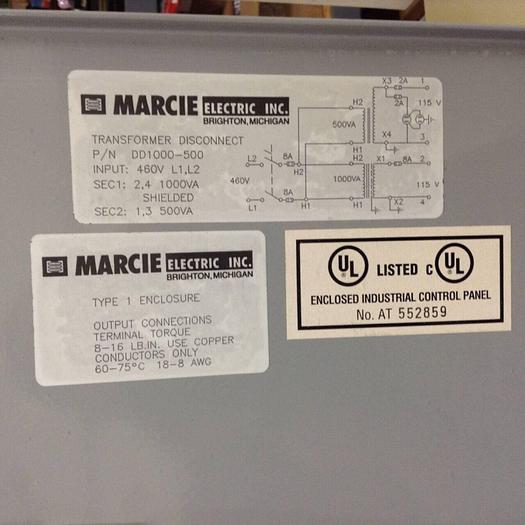 MARCIE ELECTRIC INC.
BRIGHTON, MICHIGAN
TRANSFORMER DISCONNECT
P/N DD1000-500
INPUT: 460V L1,L2
SEC1: 2,4 1000VA
SHIELDED
SEC2: 1,3 500VA
X3 2A 1
H2 2A 115 V
500VA
X4 3
H1
L2 8A H2 X1 8A 2
H2
460V 1000VA 115 V
8A
L1 H1 H1 X2 4
MARCIE ELECTRIC INC.
BRIGHTON, MICHIGAN
TYPE 1 ENCLOSURE
OUTPUT CONNECTIONS
TERMINAL TORQUE
8-16 LB.IN. USE COPPER
CONDUCTORS ONLY
60-75°C 18-8 AWG
UL LISTED C UL
ENCLOSED INDUSTRIAL CONTROL PANEL
No. AT 552859